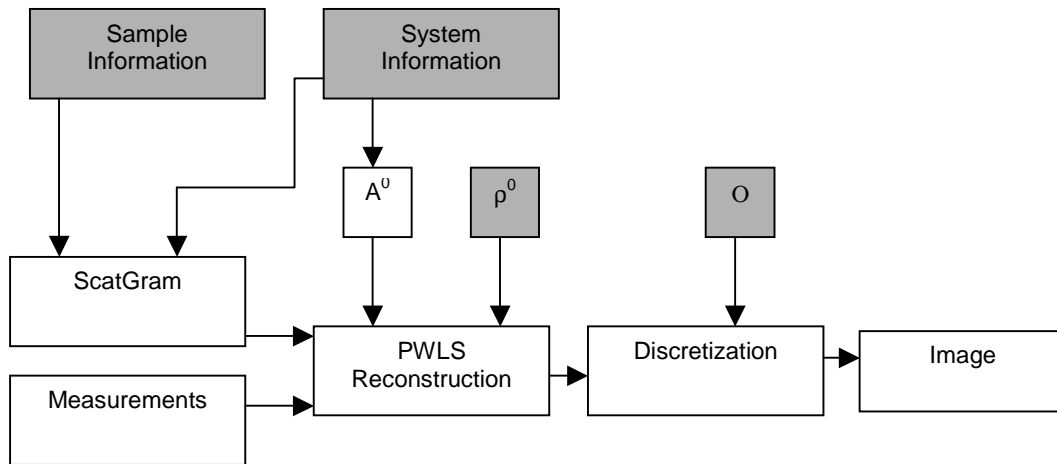 Sample
Information
System
Information
A⁰
ρ⁰
O
ScatGram
PWLS
Reconstruction
Discretization
Image
Measurements